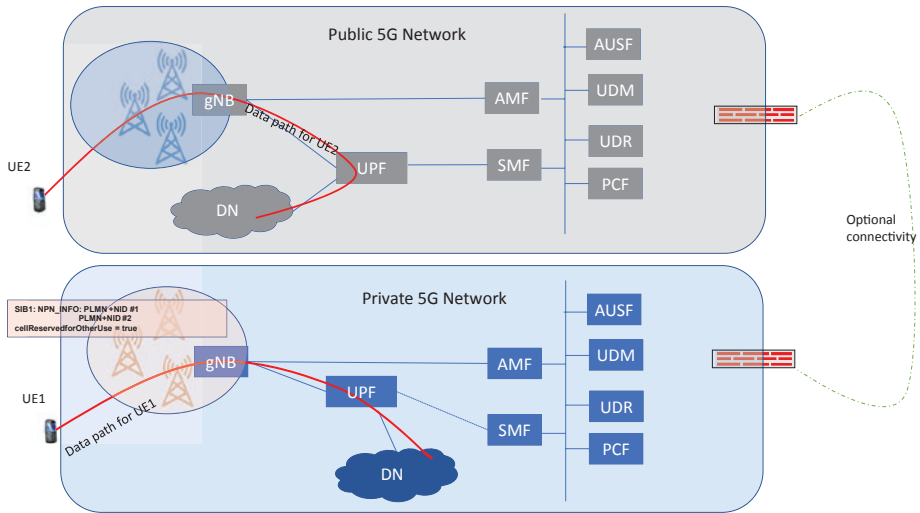 Public 5G Network
AUSF
gNB
AMF
UDM
Data path for UE2
UDR
UE2
UPF
SMF
PCF
DN
Optional
connectivity
Private 5G Network
SIB1: NPN_INFO: PLMN+NID #1
PLMN+NID #2
cellReservedforOtherUse = true
AUSF
gNB
AMF
UDM
UPF
UE1
UDR
Data path for UE1
SMF
PCF
DN